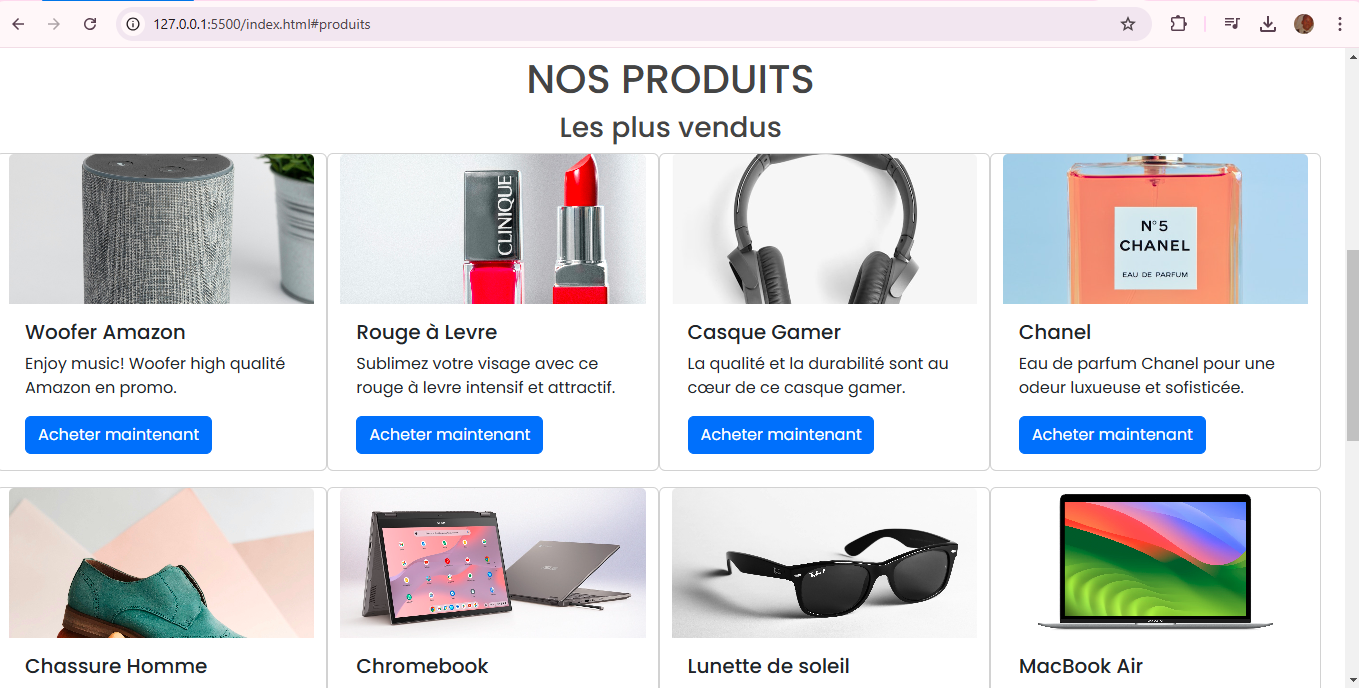 127.0.0.1:5500/index.html#produits
NOS PRODUITS
Les plus vendus
CLINIQUE
N°5
CHANEL
EAU DE PARFUM
Woofer Amazon
Enjoy music! Woofer high qualité
Amazon en promo.
Acheter maintenant
Rouge à Levre
Sublimez votre visage avec ce
rouge à levre intensif et attractif.
Acheter maintenant
Casque Gamer
La qualité et la durabilité sont au
cœur de ce casque gamer.
Acheter maintenant
Chanel
Eau de parfum Chanel pour une
odeur luxueuse et sofisticée.
Acheter maintenant
Chassure Homme
Chromebook
Lunette de soleil
MacBook Air